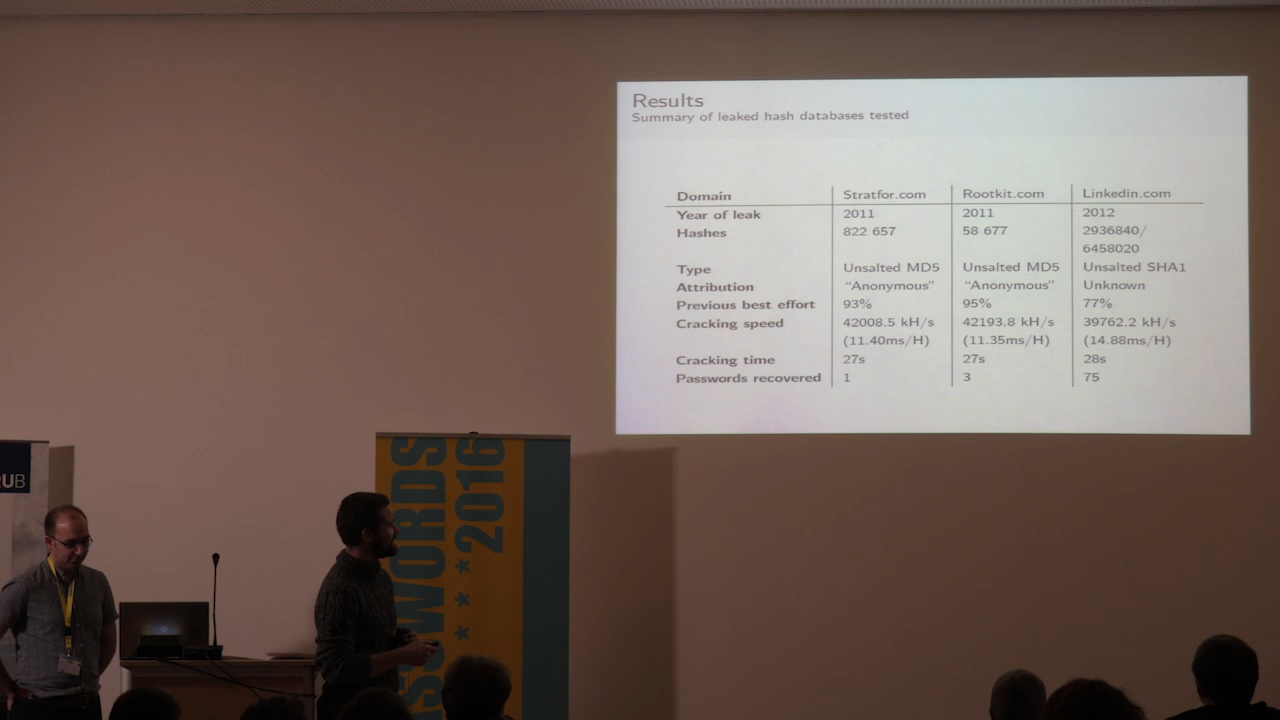 Results
Summary of leaked hash databases tested
Domain Stratfor.com Rootkit.com Linkedin.com
Year of leak 2011 2011 2012
Hashes 822 657 58 677 2936840/
6458020
Type Unsalted MD5 Unsalted MD5 Unsalted SHA1
Attribution “Anonymous” “Anonymous” Unknown
Previous best effort 93% 95% 77%
Cracking speed 42008.5 kH/s 42193.8 kH/s 39762.2 kH/s
(11.40ms/H) (11.35ms/H) (14.88ms/H)
Cracking time 27s 27s 28s
Passwords recovered 1 3 75
UB
ASSWORDS
****2016